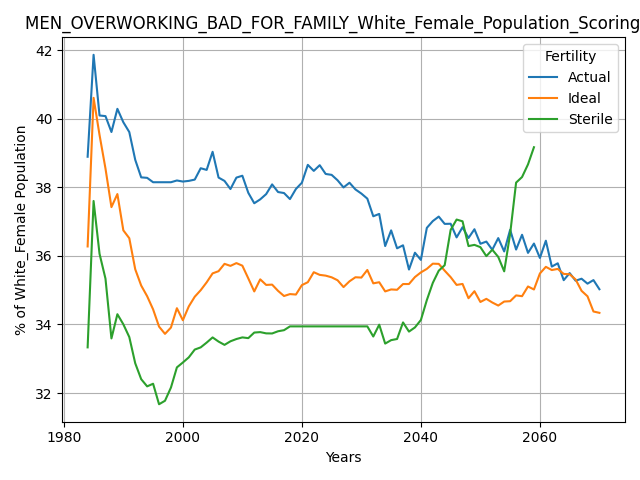 MEN_OVERWORKING_BAD_FOR_FAMILY_White_Female_Population_Scoring
Fertility
Actual
Ideal
Sterile
% of White_Female Population
42
40
38
36
34
32
1980
2000
2020
2040
2060
Years